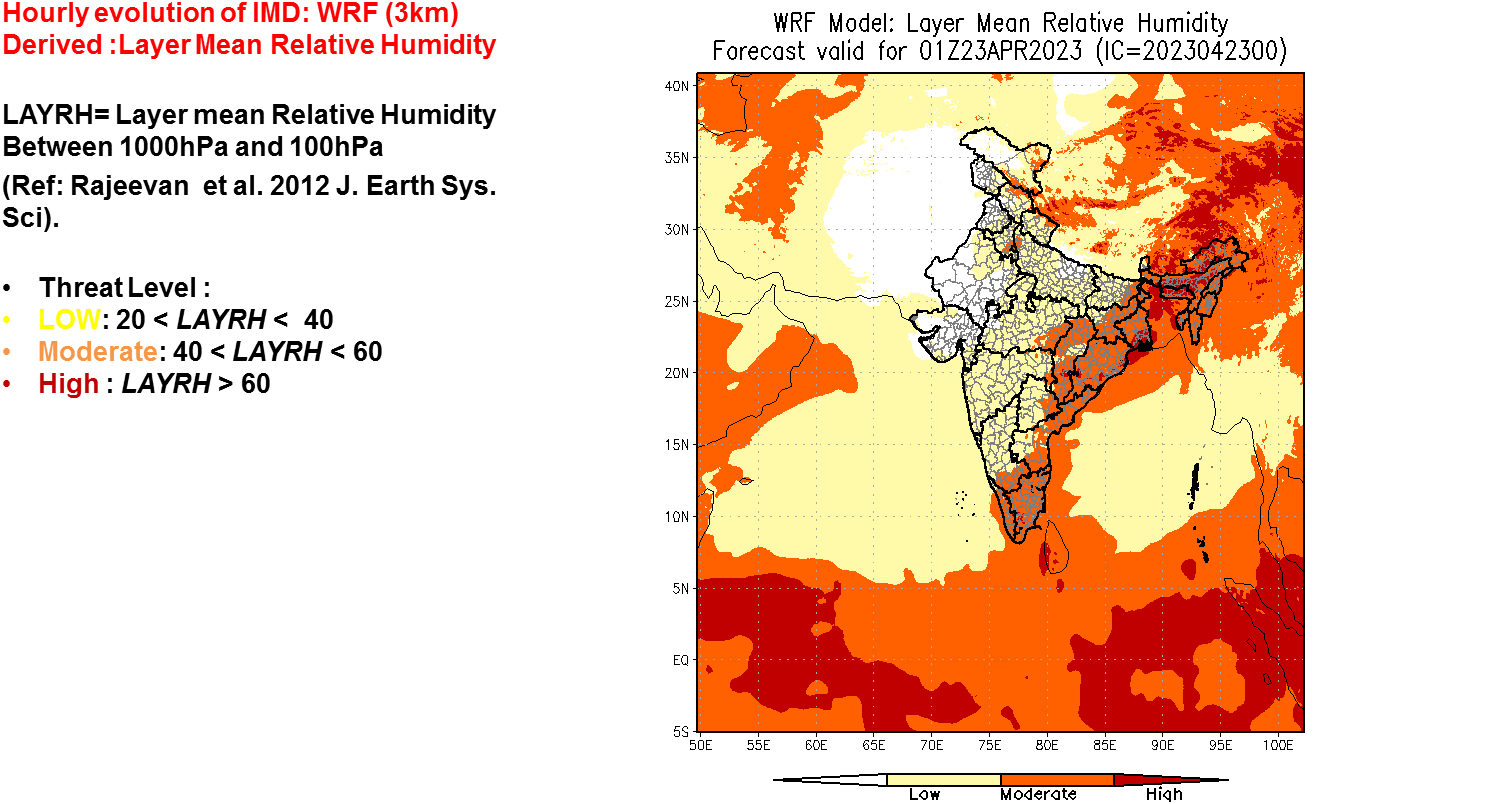 Hourly evolution of IMD: WRF (3km)
Derived :Layer Mean Relative Humidity
LAYRH= Layer mean Relative Humidity
Between 1000hPa and 100hPa
(Ref: Rajeevan et al. 2012 J. Earth Sys.
Sci).
• Threat Level :
• LOW: 20 < LAYRH < 40
• Moderate: 40 < LAYRH < 60
• High : LAYRH > 60
WRF Model: Layer Mean Relative Humidity
Forecast valid for 01Z23APR2023 (IC=2023042300)
40N
35N
30N
25N
20N
15N
10N
5N
EQ
5S
50E 55E 60E 65E 70E 75E 80E 85E 90E 95E 100E
Low Moderate High